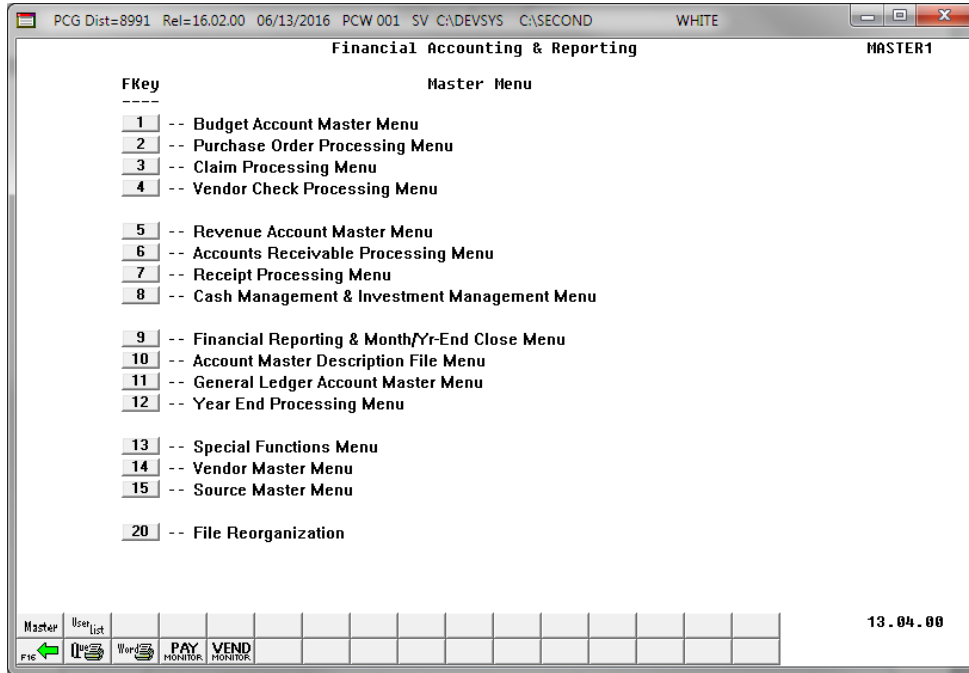 PCG Dist=8991 Rel=16.02.00 06/13/2016 PCW 001 SV C:\DEVSYS C:\SECOND WHITE
Financial Accounting & Reporting MASTER1
FKey Master Menu
----
1 -- Budget Account Master Menu
2 -- Purchase Order Processing Menu
3 -- Claim Processing Menu
4 -- Vendor Check Processing Menu
5 -- Revenue Account Master Menu
6 -- Accounts Receivable Processing Menu
7 -- Receipt Processing Menu
8 -- Cash Management & Investment Management Menu
9 -- Financial Reporting & Month/Yr-End Close Menu
10 -- Account Master Description File Menu
11 -- General Ledger Account Master Menu
12 -- Year End Processing Menu
13 -- Special Functions Menu
14 -- Vendor Master Menu
15 -- Source Master Menu
20 -- File Reorganization
Master User List 13.04.00
F16 Que Word PAY MONITOR VEND MONITOR